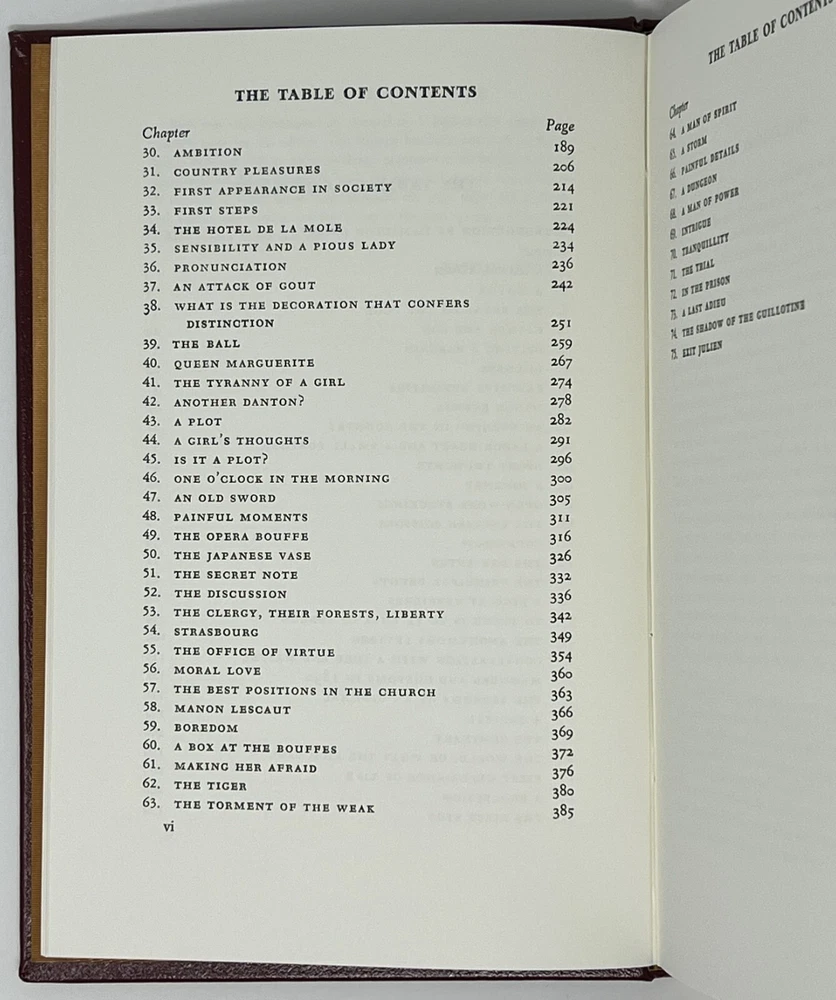 THE TABLE OF CONTENTS
Chapter Page
30. AMBITION 189
31. COUNTRY PLEASURES 206
32. FIRST APPEARANCE IN SOCIETY 214
33. FIRST STEPS 221
34. THE HOTEL DE LA MOLE 224
35. SENSIBILITY AND A PIOUS LADY 234
36. PRONUNCIATION 236
37. AN ATTACK OF GOUT 242
38. WHAT IS THE DECORATION THAT CONFERS
DISTINCTION 251
39. THE BALL 259
40. QUEEN MARGUERITE 267
41. THE TYRANNY OF A GIRL 274
42. ANOTHER DANTON? 278
43. A PLOT 282
44. A GIRL'S THOUGHTS 291
45. IS IT A PLOT? 296
46. ONE O'CLOCK IN THE MORNING 300
47. AN OLD SWORD 305
48. PAINFUL MOMENTS 311
49. THE OPERA BOUFFE 316
50. THE JAPANESE VASE 326
51. THE SECRET NOTE 332
52. THE DISCUSSION 336
53. THE CLERGY, THEIR FORESTS, LIBERTY 342
54. STRASBOURG 349
55. THE OFFICE OF VIRTUE 354
56. MORAL LOVE 360
57. THE BEST POSITIONS IN THE CHURCH 363
58. MANON LESCAUT 366
59. BOREDOM 369
60. A BOX AT THE BOUFFES 372
61. MAKING HER AFRAID 376
62. THE TIGER 380
63. THE TORMENT OF THE WEAK 385
vi
THE TABLE OF CONTENTS
Chapter
64. A MAN OF SPIRIT
65. A STORM
66. PAINFUL DETAILS
67. A DUNGEON
68. A MAN OF POWER
69. INTRIGUE
70. TRANQUILLITY
71. THE TRIAL
72. IN THE PRISON
73. A LAST ADIEU
74. THE SHADOW OF THE GUILLOTINE
75. EXIT JULIEN